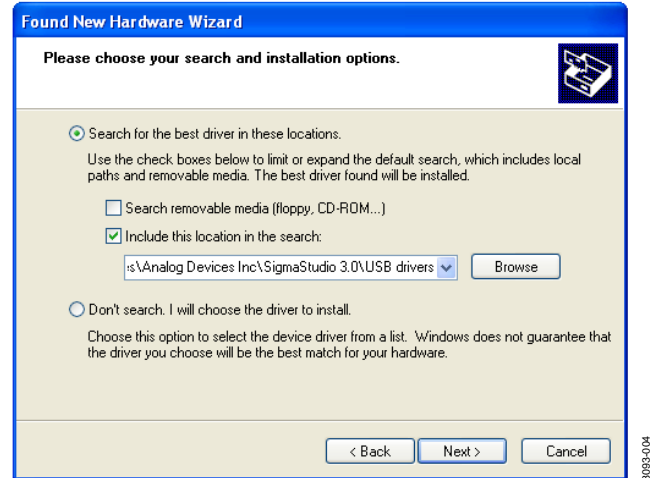 Found New Hardware Wizard
Please choose your search and installation options.
Search for the best driver in these locations.
Use the check boxes below to limit or expand the default search, which includes local
paths and removable media. The best driver found will be installed.
Search removable media (floppy, CD-ROM...)
Include this location in the search:
:s\Analog Devices Inc\SigmaStudio 3.0\USB drivers
Browse
Don't search. I will choose the driver to install.
Choose this option to select the device driver from a list. Windows does not guarantee that
the driver you choose will be the best match for your hardware.
< Back
Next >
Cancel
8093-004